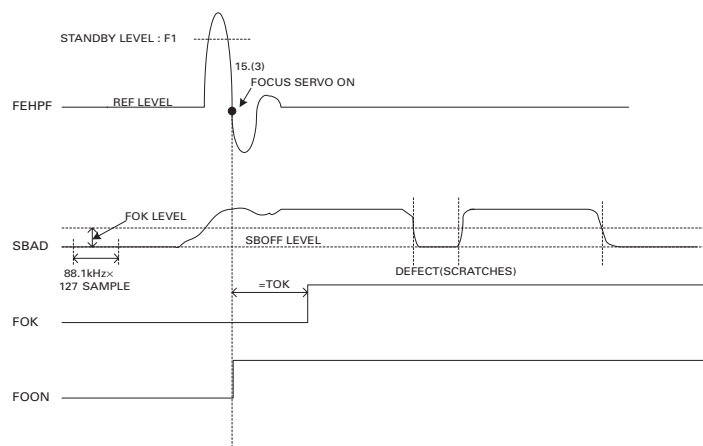 STANDBY LEVEL : F1
15.(3)
FOCUS SERVO ON
FEHPF
REF LEVEL
FOK LEVEL
SBAD
SBOFF LEVEL
88.1kHz×
127 SAMPLE
DEFECT(SCRATCHES)
=TOK
FOK
FOON